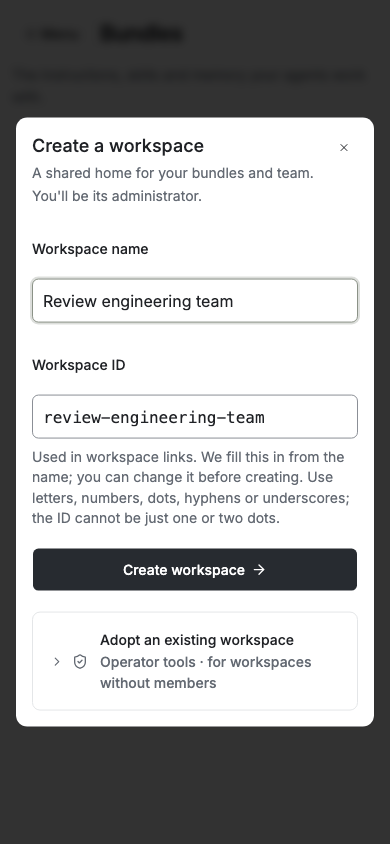 Bundles
Create a workspace
×
A shared home for your bundles and team.
You'll be its administrator.
Workspace name
Review engineering team
Workspace ID
review-engineering-team
Used in workspace links. We fill this in from the
name; you can change it before creating. Use
letters, numbers, dots, hyphens or underscores;
the ID cannot be just one or two dots.
Create workspace →
Adopt an existing workspace
Operator tools · for workspaces
without members